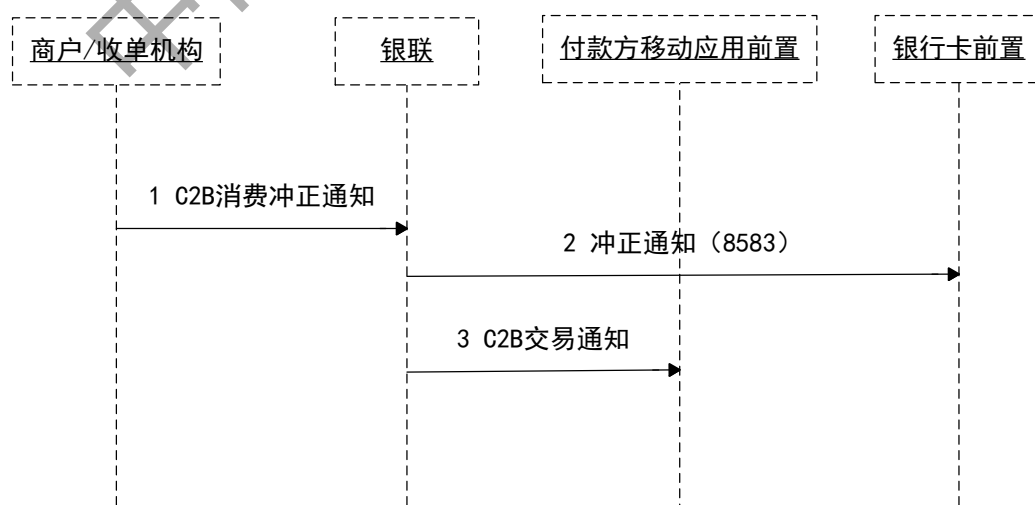 商户/收单机构
银联
付款方移动应用前置
银行卡前置
1 C2B消费冲正通知
2 冲正通知（8583）
3 C2B交易通知